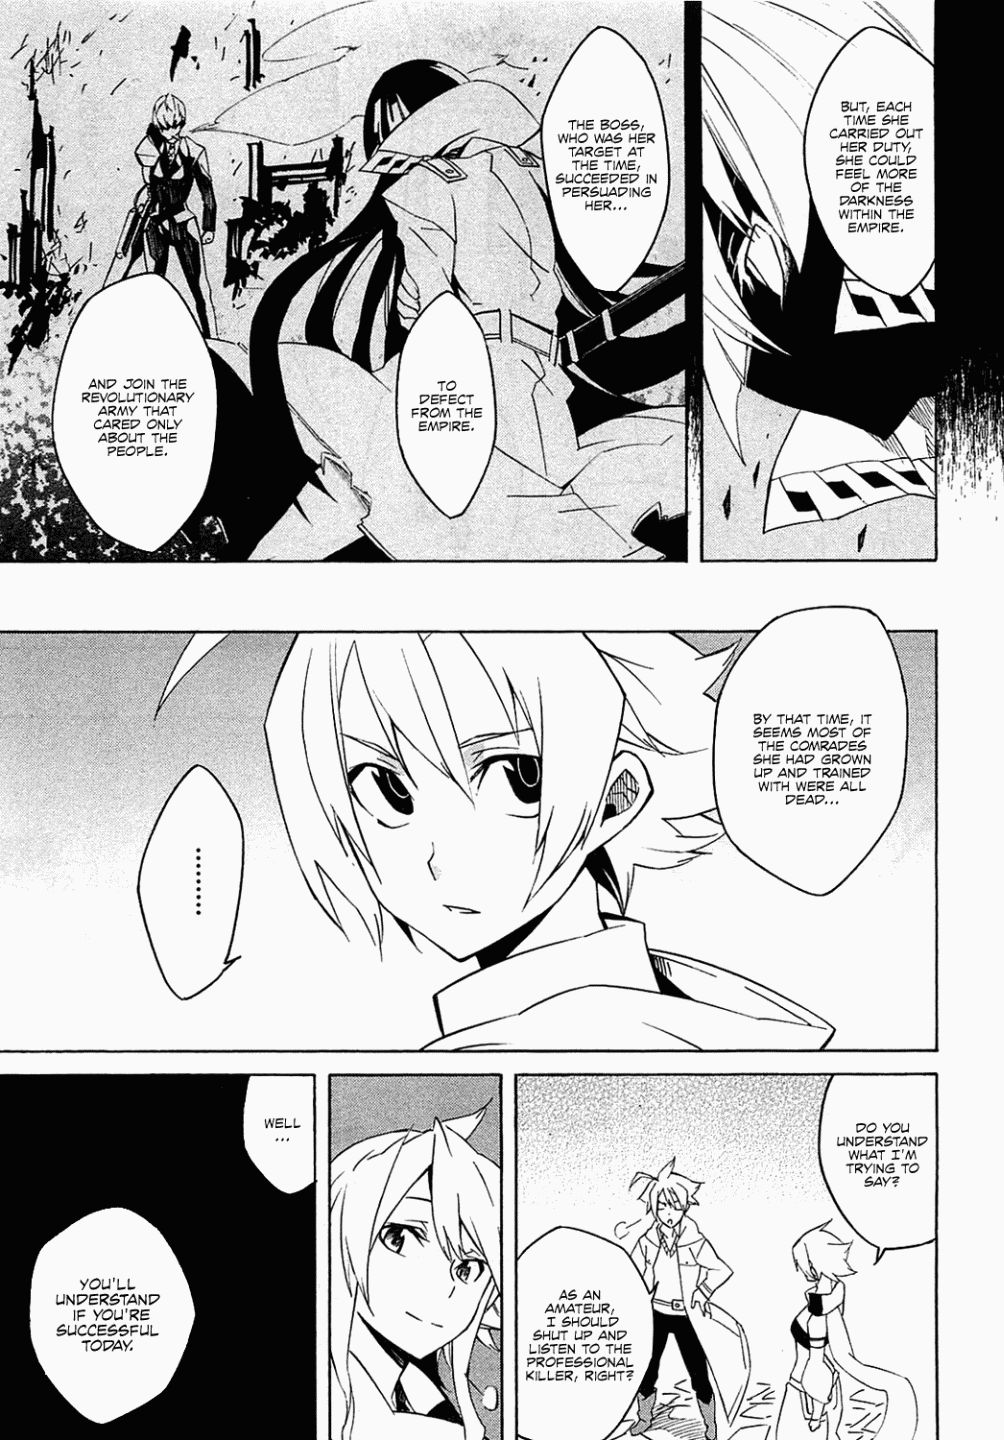 BUT, EACH
TIME SHE
CARRIED OUT
HER DUTY,
SHE COULD
FEEL MORE
OF THE
DARKNESS
WITHIN THE
EMPIRE.
THE BOSS,
WHO WAS HER
TARGET AT
THE TIME,
SUCCEEDED IN
PERSUADING
HER...
TO
DEFECT
FROM THE
EMPIRE.
AND JOIN THE
REVOLUTIONARY
ARMY THAT
CARED ONLY
ABOUT THE
PEOPLE.
BY THAT TIME, IT
SEEMS MOST OF
THE COMRADES
SHE HAD GROWN
UP AND TRAINED
WITH WERE ALL
DEAD...
.........
DO YOU
UNDERSTAND
WHAT I'M
TRYING TO
SAY?
AS AN
AMATEUR,
I SHOULD
SHUT UP AND
LISTEN TO THE
PROFESSIONAL
KILLER, RIGHT?
WELL
...
YOU'LL
UNDERSTAND
IF YOU'RE
SUCCESSFUL
TODAY.